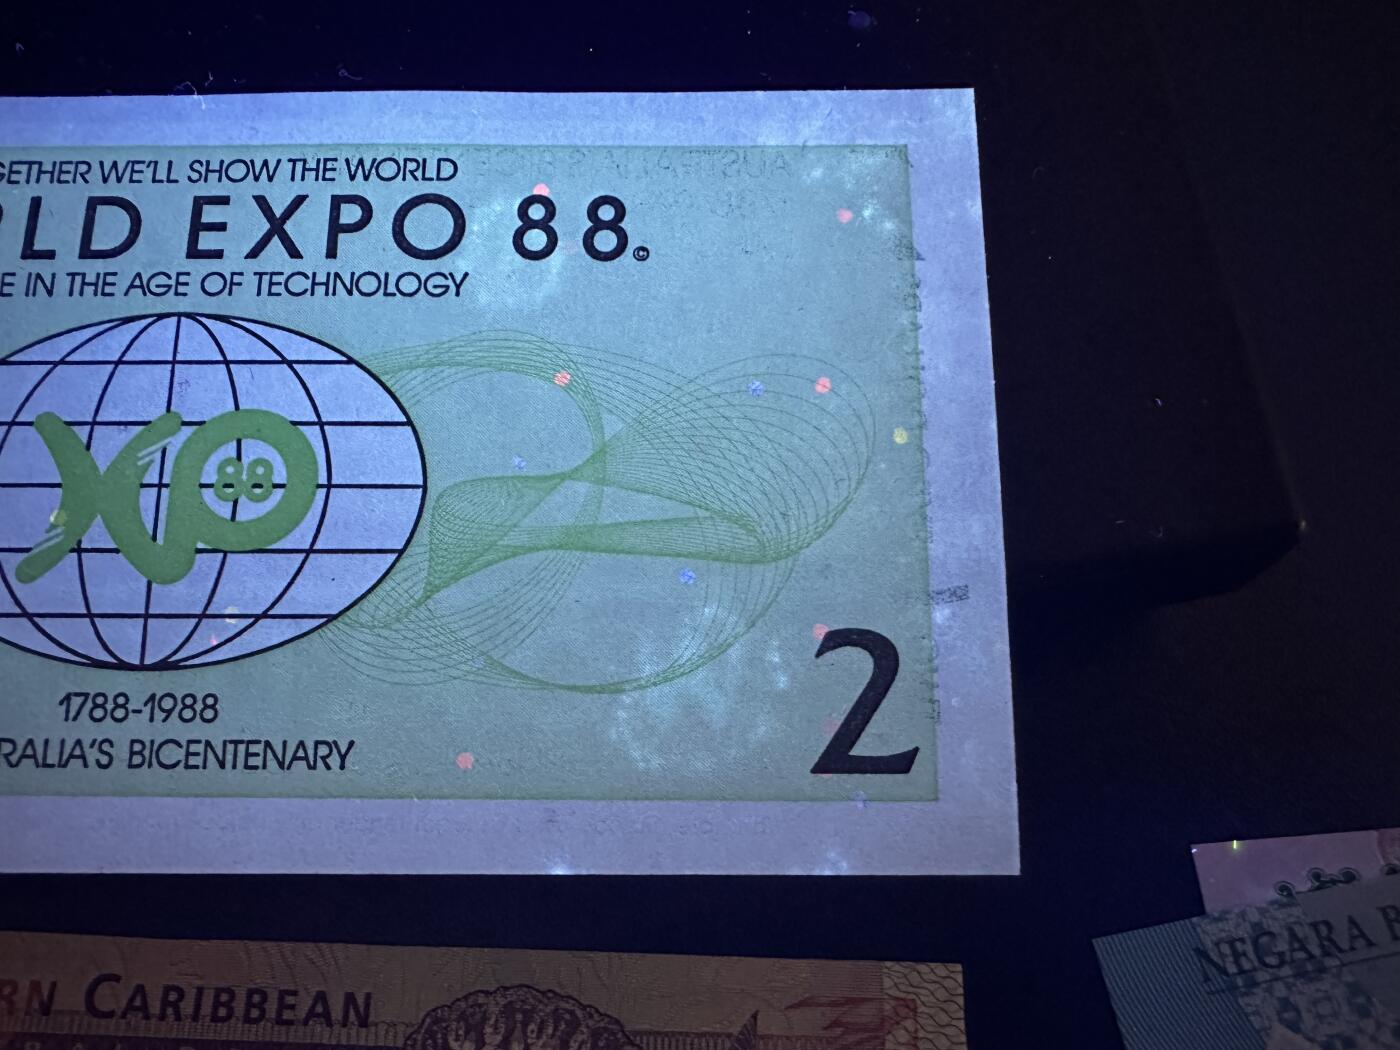 GETHER WE'LL SHOW THE WORLD
LD EXPO 88©
E IN THE AGE OF TECHNOLOGY
XPO
88
1788-1988
RALIA'S BICENTENARY
2
RN CARIBBEAN
NEGARA